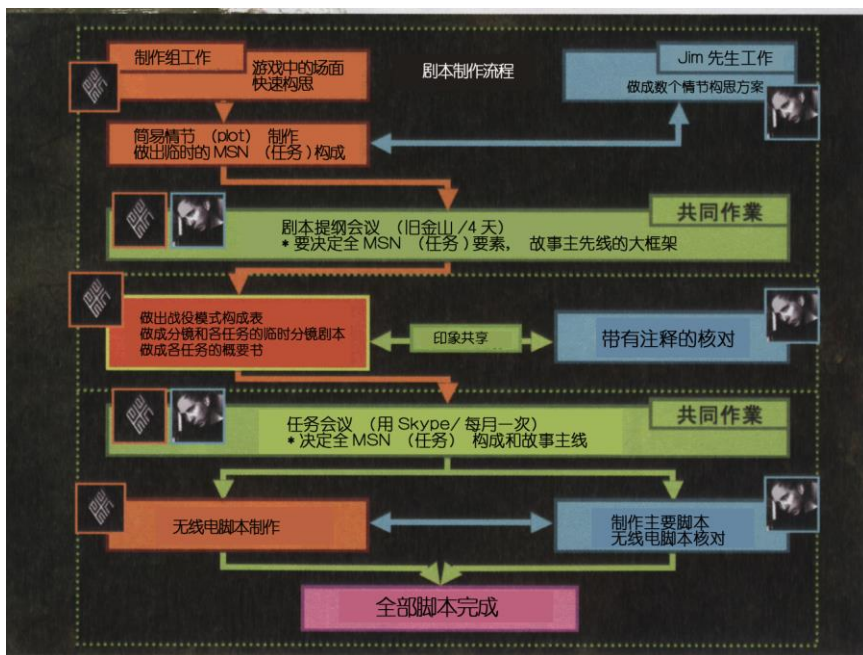 制作组工作
游戏中的场面
快速构思
剧本制作流程
Jim 先生工作
做成数个情节构思方案
简易情节 (plot) 制作
做出临时的 MSN (任务) 构成
共同作業
剧本提纲会议 (旧金山 /4 天)
* 要决定全 MSN (任务) 要素, 故事主先线的大框架
做出战役模式构成表
做成分镜和各任务的临时分镜剧本
做成各任务的概要书
印象共享
带有注释的核对
共同作業
任务会议 (用 Skype/ 每月一次)
* 决定全 MSN (任务) 构成和故事主线
无线电脚本制作
制作主要脚本
无线电脚本核对
全部脚本完成